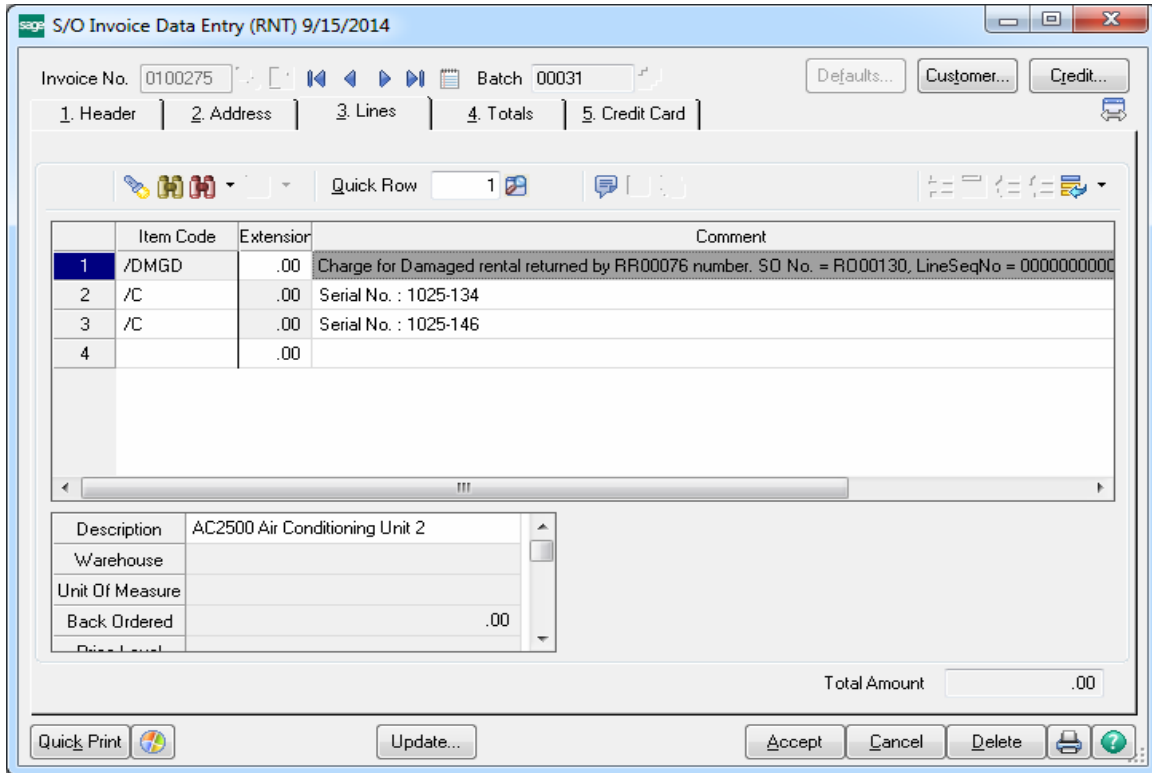 sage S/O Invoice Data Entry (RNT) 9/15/2014
Invoice No. 0100275 Batch 00031 Defaults... Customer... Credit...
1. Header 2. Address 3. Lines 4. Totals 5. Credit Card
Quick Row 1
Item Code Extension Comment
1 /DMGD .00 Charge for Damaged rental returned by RR00076 number. SO No. = RO00130, LineSeqNo = 0000000000
2 /C .00 Serial No. : 1025-134
3 /C .00 Serial No. : 1025-146
4 .00
Description AC2500 Air Conditioning Unit 2
Warehouse
Unit Of Measure
Back Ordered .00
Total Amount .00
Quick Print Update... Accept Cancel Delete